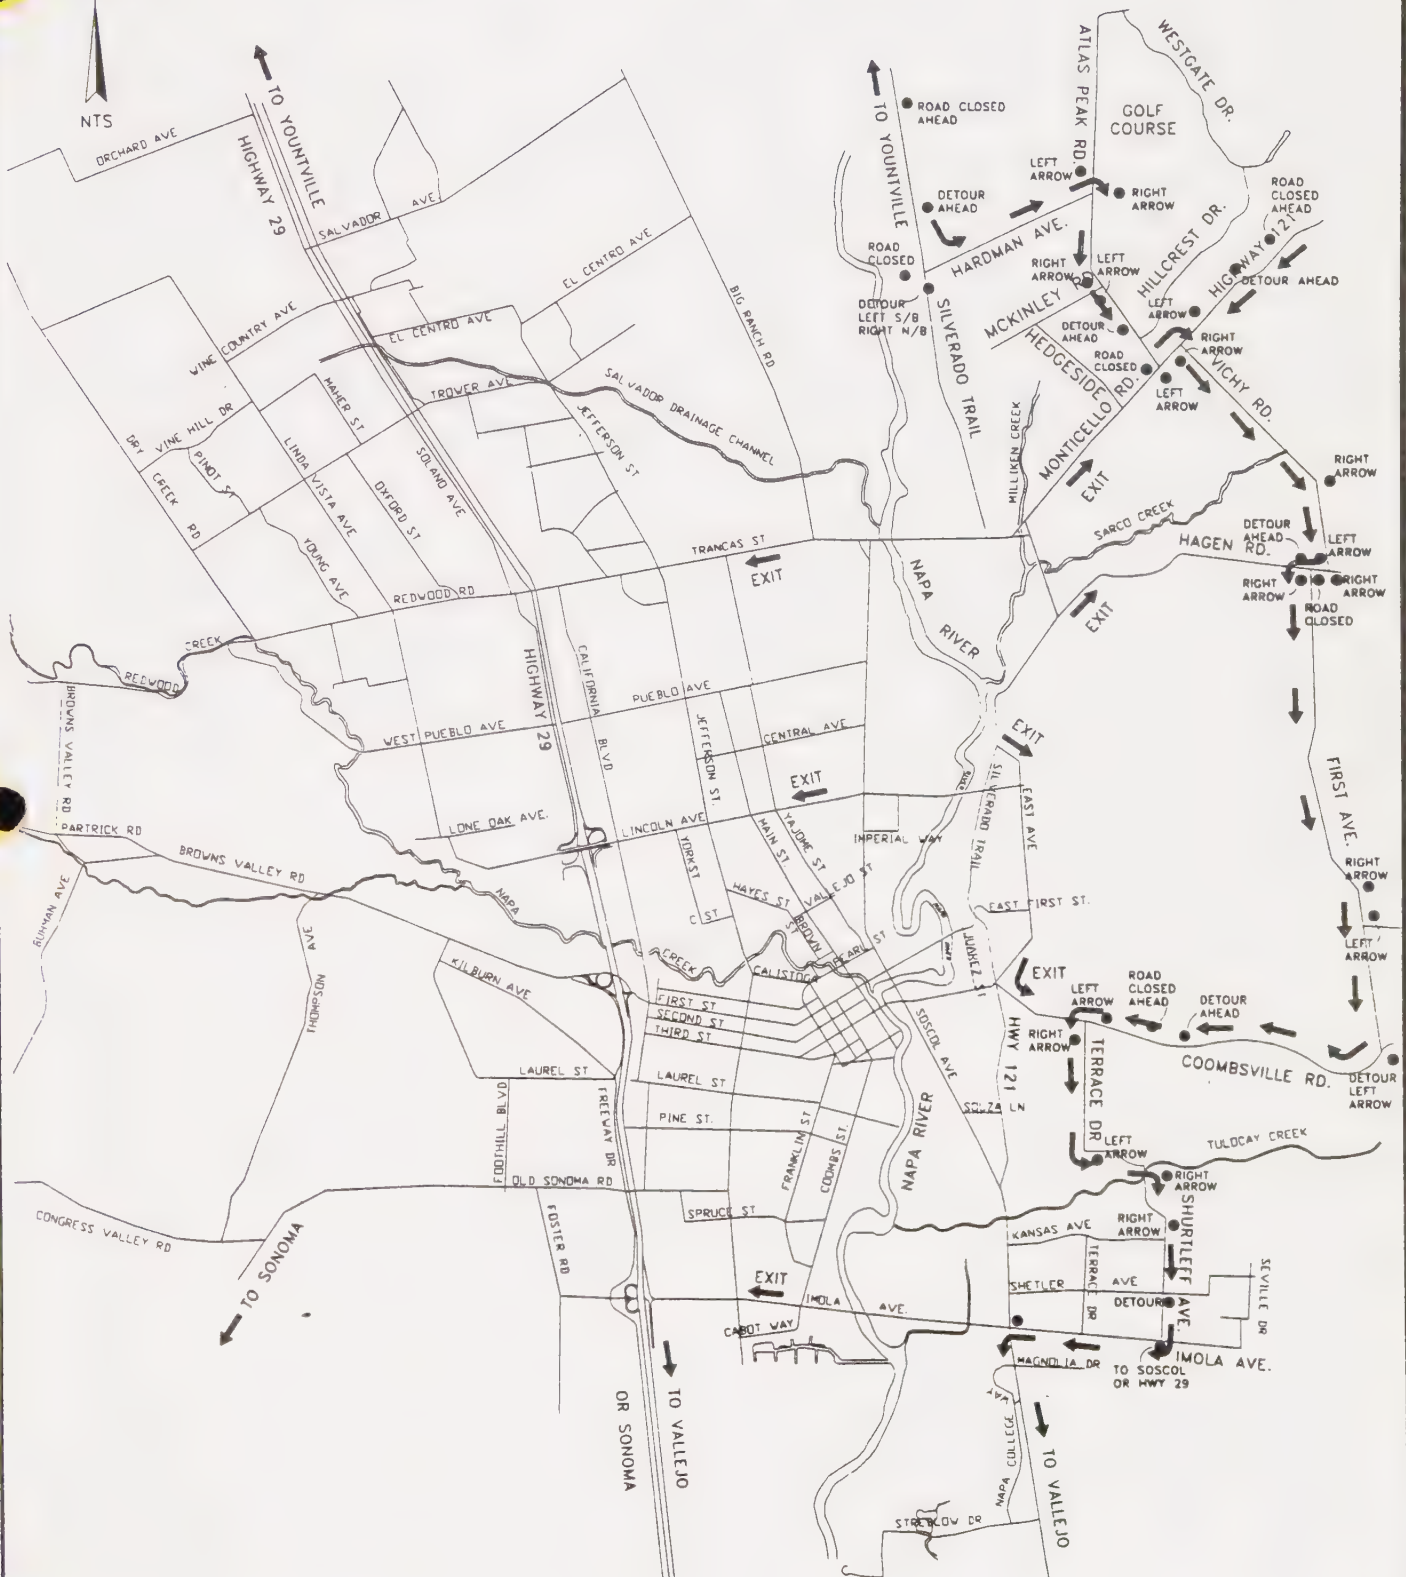 NTS
ORCHARD AVE
TO YOUNTVILLE
HIGHWAY 29
SALVADOR AVE.
EL CENTRO AVE
BIG RANCH RD
WINE COUNTRY AVE
EL CENTRO AVE
TROWER AVE
MAHER ST
VINE HILL DR
PINOT ST
DRY CREEK RD
LINDA VISTA AVE
OXFORD ST
SOLANO AVE
YOUNG AVE
JEFFERSON ST
SALVADOR DRAINAGE CHANNEL
TO YOUNTVILLE
ROAD CLOSED
AHEAD
DETOUR
AHEAD
ROAD
CLOSED
DETOUR
LEFT S/B
RIGHT N/B
SILVERADO TRAIL
HARDMAN AVE.
ATLAS PEAK RD.
GOLF
COURSE
WESTGATE DR.
LEFT
ARROW
RIGHT
ARROW
ROAD
CLOSED
AHEAD
HILLCREST DR.
HIGHWAY 121
DETOUR AHEAD
RIGHT
ARROW
LEFT
ARROW
MCKINLEY RD
LEFT
ARROW
DETOUR
AHEAD
HEDGESIDE
ROAD
CLOSED
RIGHT
ARROW
LEFT
ARROW
VICHY RD.
MONTICELLO RD.
MILLIKEN CREEK
EXIT
RIGHT
ARROW
SARCO CREEK
HAGEN RD.
DETOUR
AHEAD
LEFT
ARROW
RIGHT
ARROW
RIGHT
ARROW
ROAD
CLOSED
EXIT
TRANCAS ST
EXIT
REDWOOD RD
NAPA RIVER
REDWOOD CREEK
BROWNS VALLEY RD
HIGHWAY 29
CALIFORNIA BLVD
PUEBLO AVE
WEST PUEBLO AVE
JEFFERSON ST.
CENTRAL AVE
EXIT
EXIT
SILVERADO TRAIL
EAST AVE
FIRST AVE.
PARTRICK RD
BROWNS VALLEY RD
BUHMAN AVE
LONE OAK AVE.
LINCOLN AVE
YORK ST
MAIN ST.
YAJOME ST
IMPERIAL WAY
HAYES ST
VALLEJO ST
C ST
BROWN ST
PEARL ST
NAPA CREEK
CALISTOGA
EAST FIRST ST.
JUAREZ ST
RIGHT
ARROW
LEFT
ARROW
THOMPSON AVE
KILBURN AVE
FIRST ST
SECOND ST
THIRD ST
SOSCOL AVE
HWY 121
EXIT
LEFT
ARROW
ROAD
CLOSED
AHEAD
DETOUR
AHEAD
RIGHT
ARROW
TERRACE DR
COOMBSVILLE RD.
DETOUR
LEFT
ARROW
LAUREL ST
LAUREL ST
FOOTHILL BLVD
FREEWAY DR
PINE ST.
FRANKLIN ST
COOMBS ST.
NAPA RIVER
SOUZA LN
LEFT
ARROW
TULOCAY CREEK
RIGHT
ARROW
OLD SONOMA RD
SPRUCE ST
CONGRESS VALLEY RD
TO SONOMA
FOSTER RD
KANSAS AVE
RIGHT
ARROW
SHURTLEFF AVE.
SHETLER AVE
TERRACE DR
DETOUR
SEVILLE DR
EXIT
IMOLA AVE.
CABOT WAY
MAGNOLIA DR
TO SOSCOL
OR HWY 29
IMOLA AVE.
TO VALLEJO
OR SONOMA
NAPA COLLEGE WAY
TO VALLEJO
STREBLOW DR